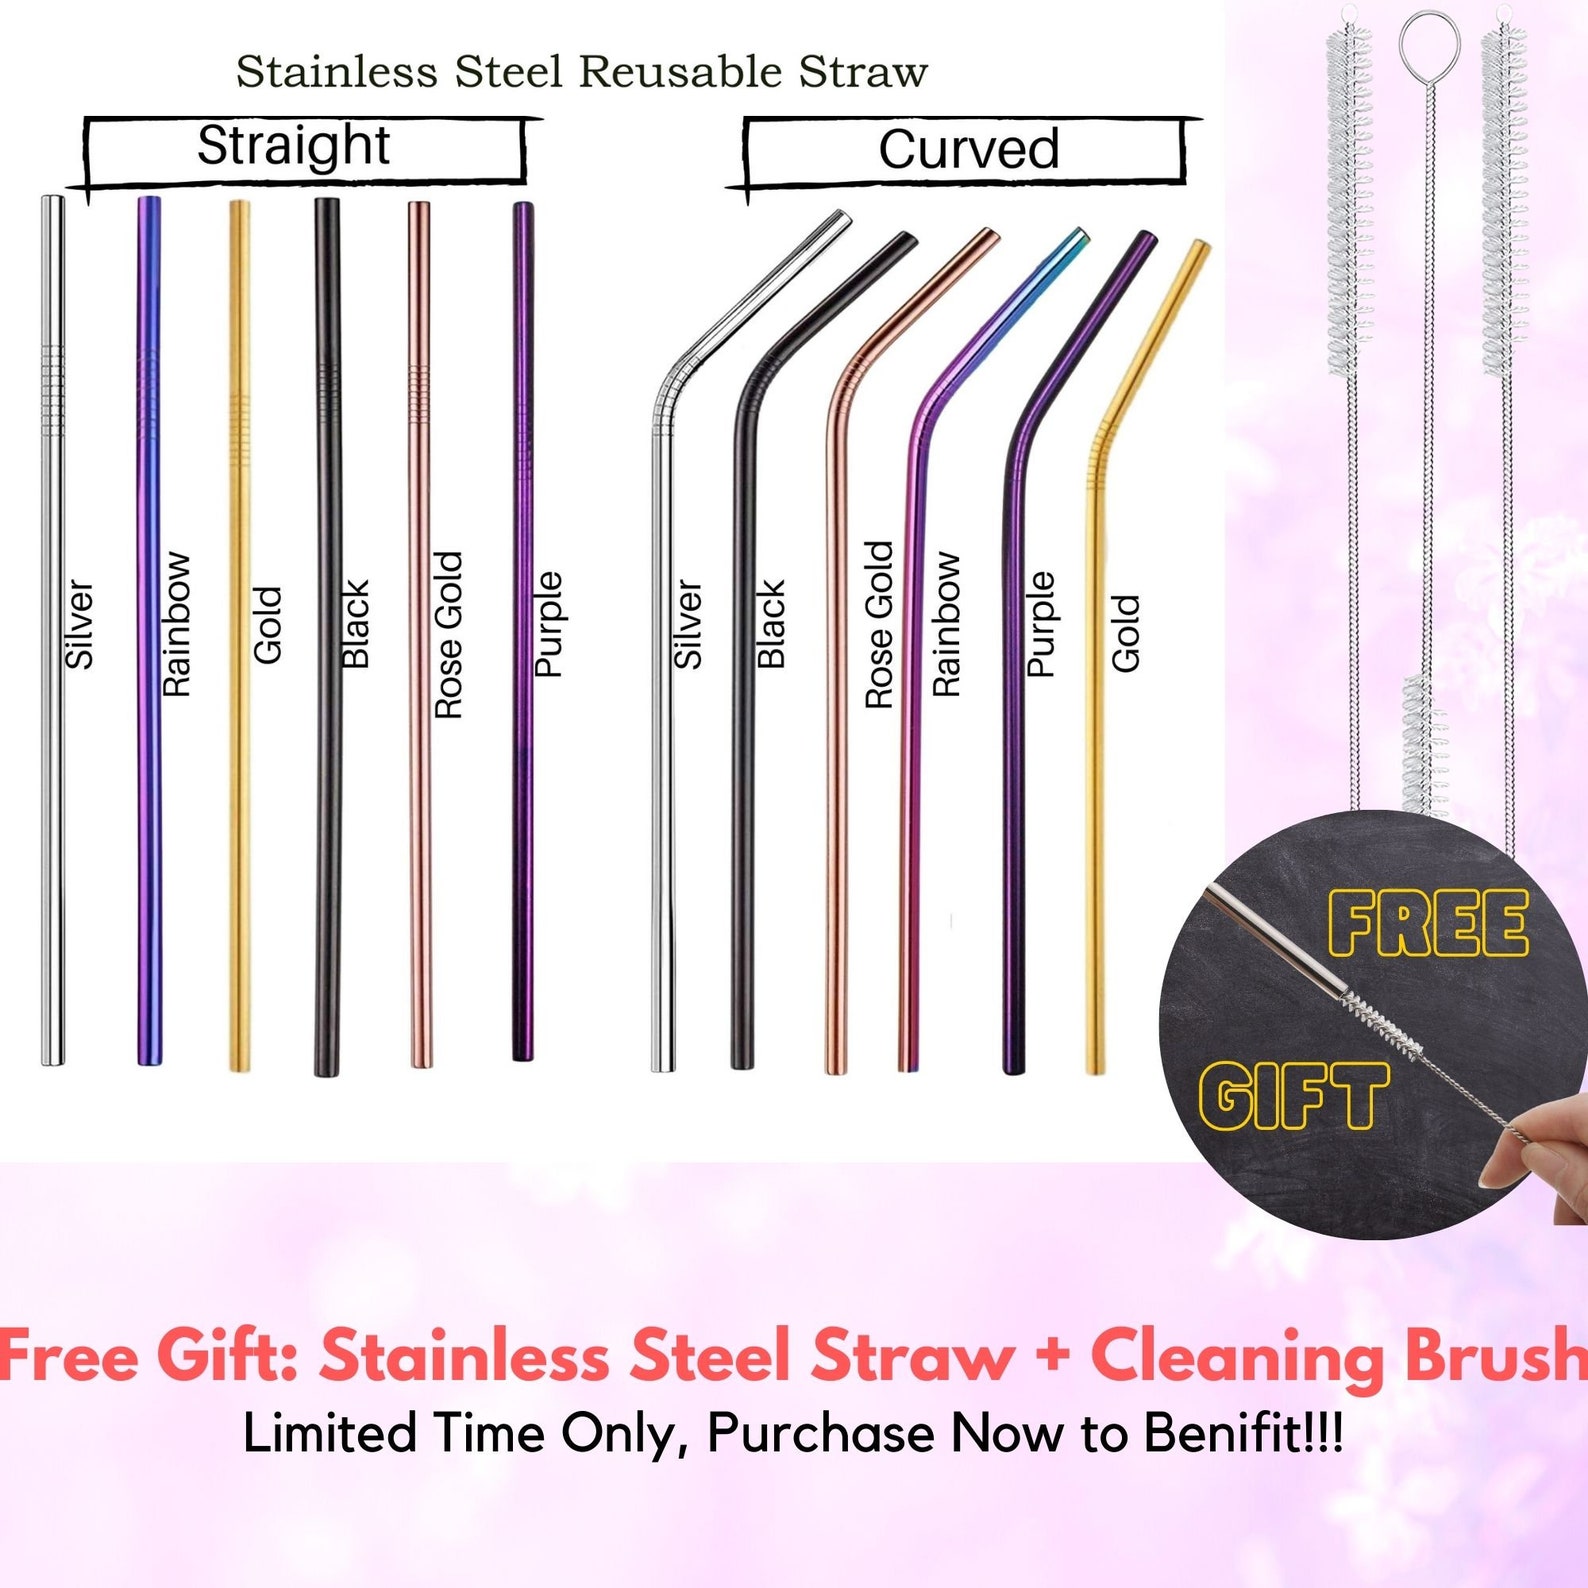 Stainless Steel Reusable Straw
Straight
Curved
Silver
Rainbow
Gold
Black
Rose Gold
Purple
Silver
Black
Rose Gold
Rainbow
Purple
Gold
FREE
GIFT
Free Gift: Stainless Steel Straw + Cleaning Brush
Limited Time Only, Purchase Now to Benifit!!!